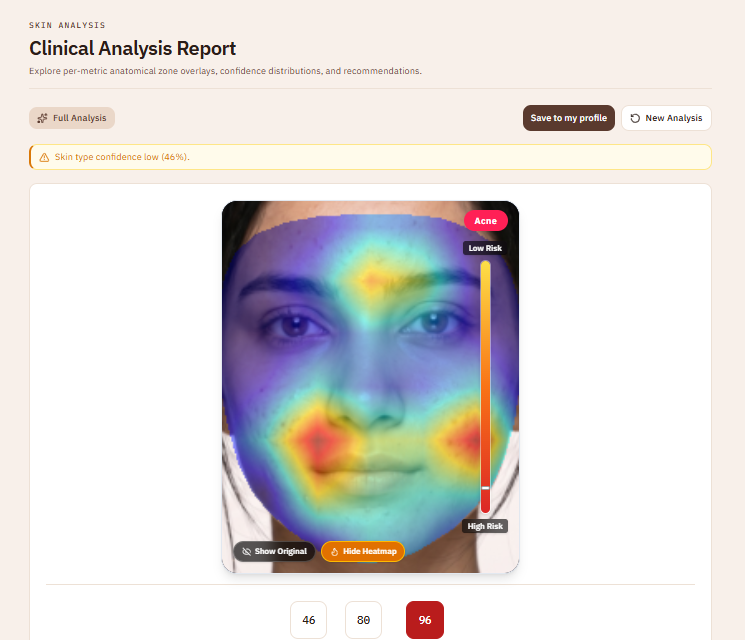 SKIN ANALYSIS
Clinical Analysis Report
Explore per-metric anatomical zone overlays, confidence distributions, and recommendations.
Full Analysis
Save to my profile
New Analysis
Skin type confidence low (46%).
Acne
Low Risk
High Risk
Show Original
Hide Heatmap
46
80
96